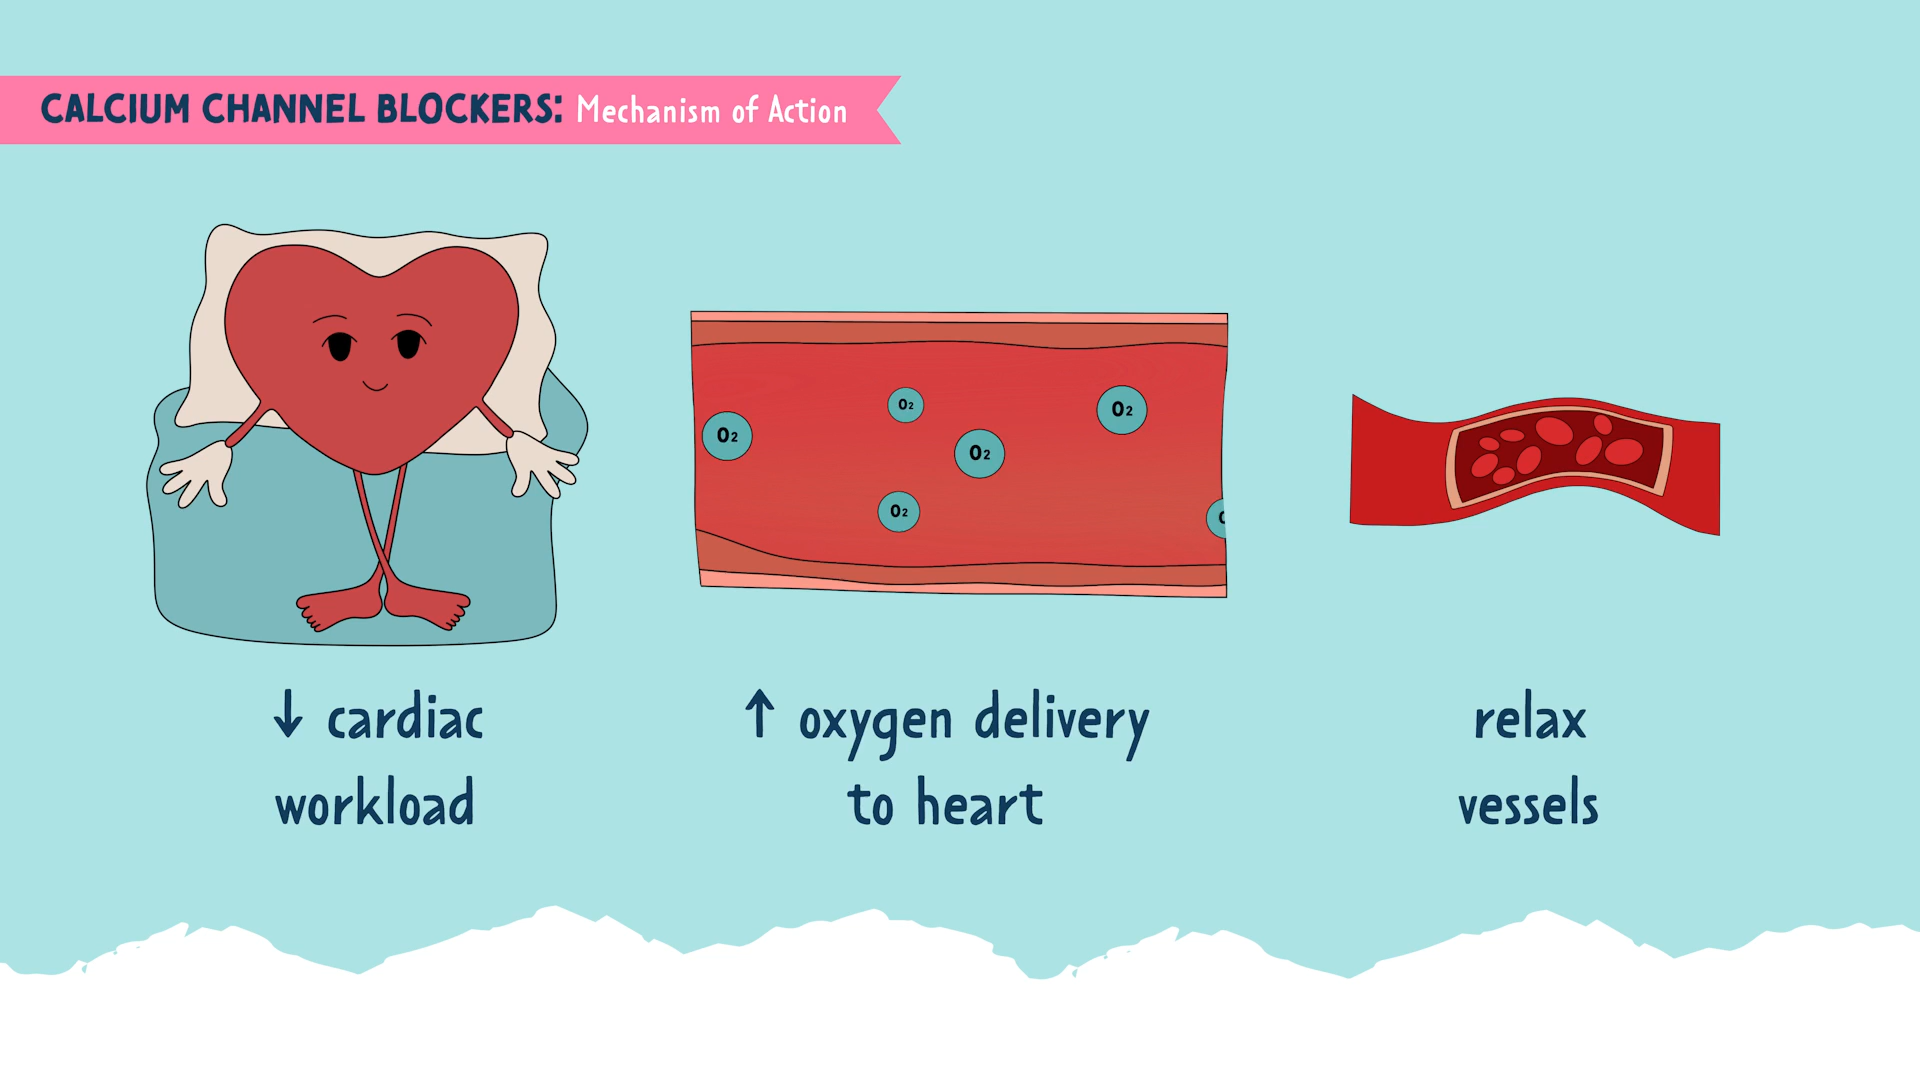 CALCIUM CHANNEL BLOCKERS: Mechanism of Action
O₂
O₂
O₂
O₂
O₂
↓ cardiac
workload
↑ oxygen delivery
to heart
relax
vessels